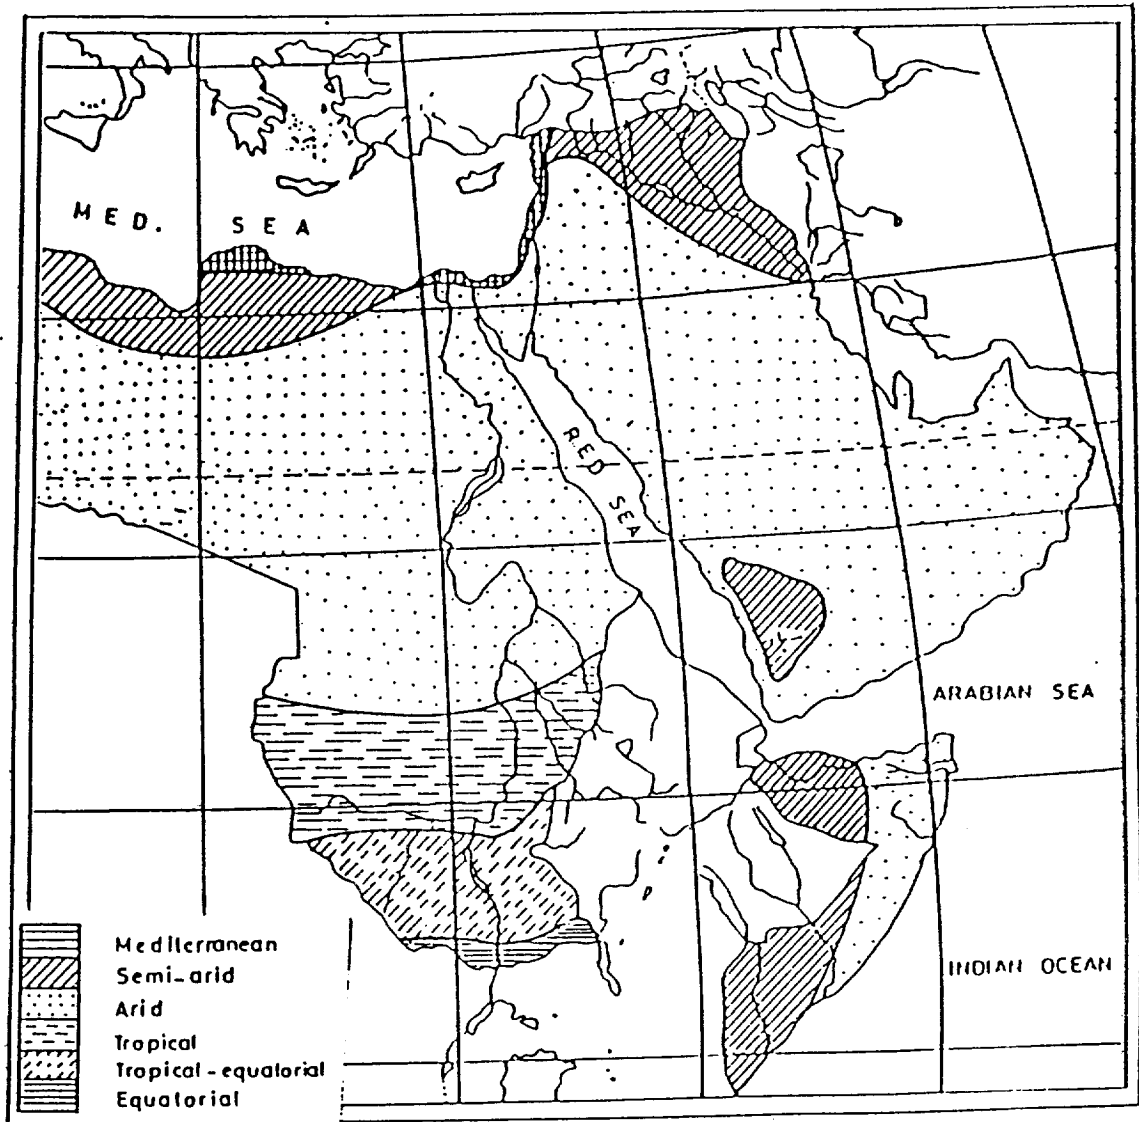 MED. SEA
RED SEA
ARABIAN SEA
INDIAN OCEAN
Mediterranean
Semi-arid
Arid
Tropical
Tropical-equatorial
Equatorial